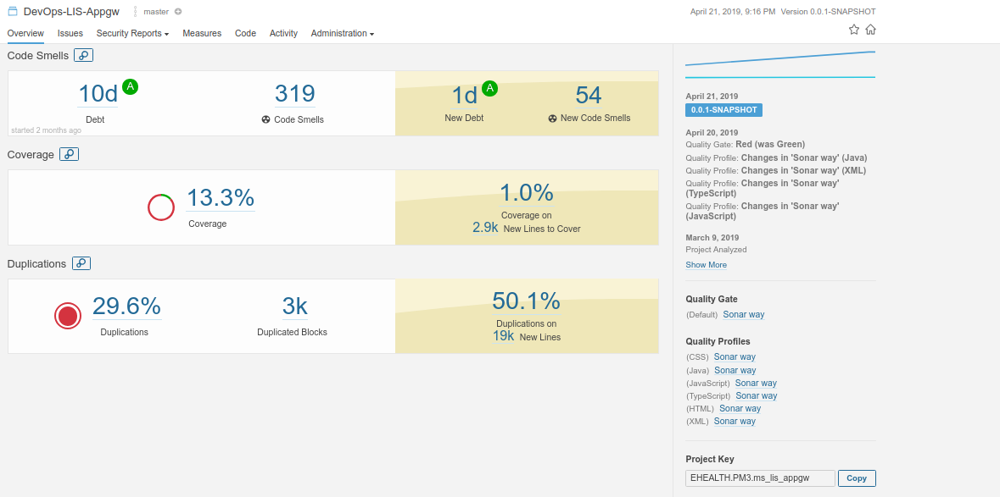 DevOps-LIS-Appgw master
April 21, 2019, 9:16 PM Version 0.0.1-SNAPSHOT
Overview Issues Security Reports Measures Code Activity Administration
Code Smells
10d A
Debt
started 2 months ago
319
Code Smells
1d A
New Debt
54
New Code Smells
Coverage
13.3%
Coverage
1.0%
Coverage on
2.9k New Lines to Cover
Duplications
29.6%
Duplications
3k
Duplicated Blocks
50.1%
Duplications on
19k New Lines
April 21, 2019
0.0.1-SNAPSHOT
April 20, 2019
Quality Gate: Red (was Green)
Quality Profile: Changes in 'Sonar way' (Java)
Quality Profile: Changes in 'Sonar way' (XML)
Quality Profile: Changes in 'Sonar way'
(TypeScript)
Quality Profile: Changes in 'Sonar way'
(JavaScript)
March 9, 2019
Project Analyzed
Show More
Quality Gate
(Default) Sonar way
Quality Profiles
(CSS) Sonar way
(Java) Sonar way
(JavaScript) Sonar way
(TypeScript) Sonar way
(HTML) Sonar way
(XML) Sonar way
Project Key
EHEALTH.PM3.ms_lis_appgw Copy